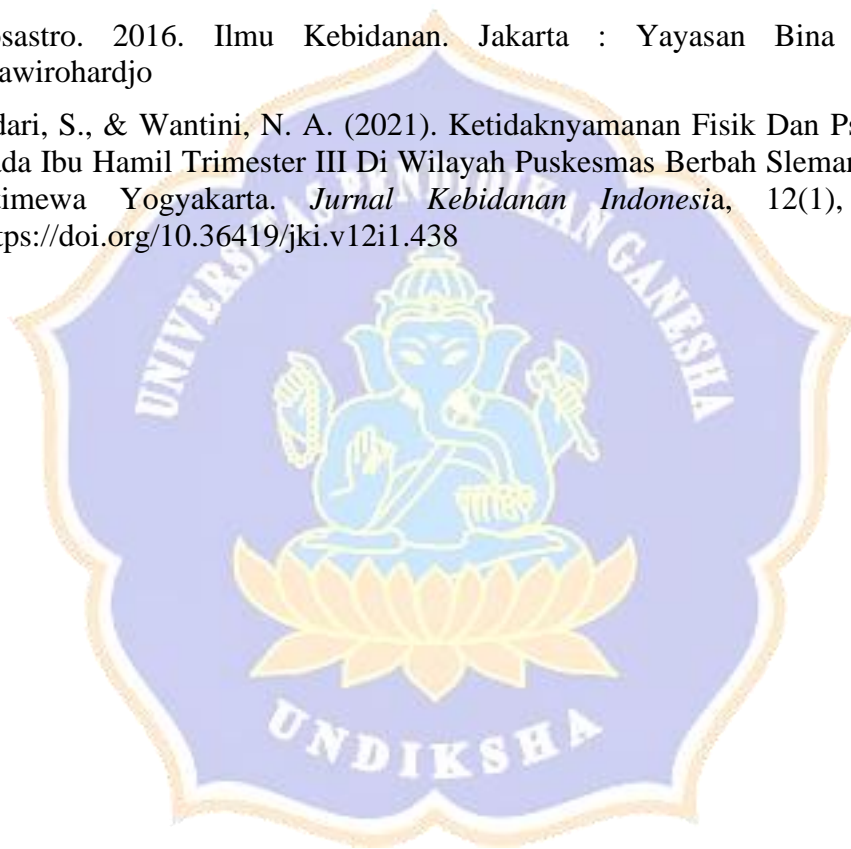 osastro. 2016. Ilmu Kebidanan. Jakarta : Yayasan Bina
awirohardjo
dari, S., & Wantini, N. A. (2021). Ketidaknyamanan Fisik Dan Ps
ada Ibu Hamil Trimester III Di Wilayah Puskesmas Berbah Sleman
timewa Yogyakarta. Jurnal Kebidanan Indonesia, 12(1),
tps://doi.org/10.36419/jki.v12i1.438
UNIVERSITAS PENDIDIKAN GANESHA
UNDIKSHA